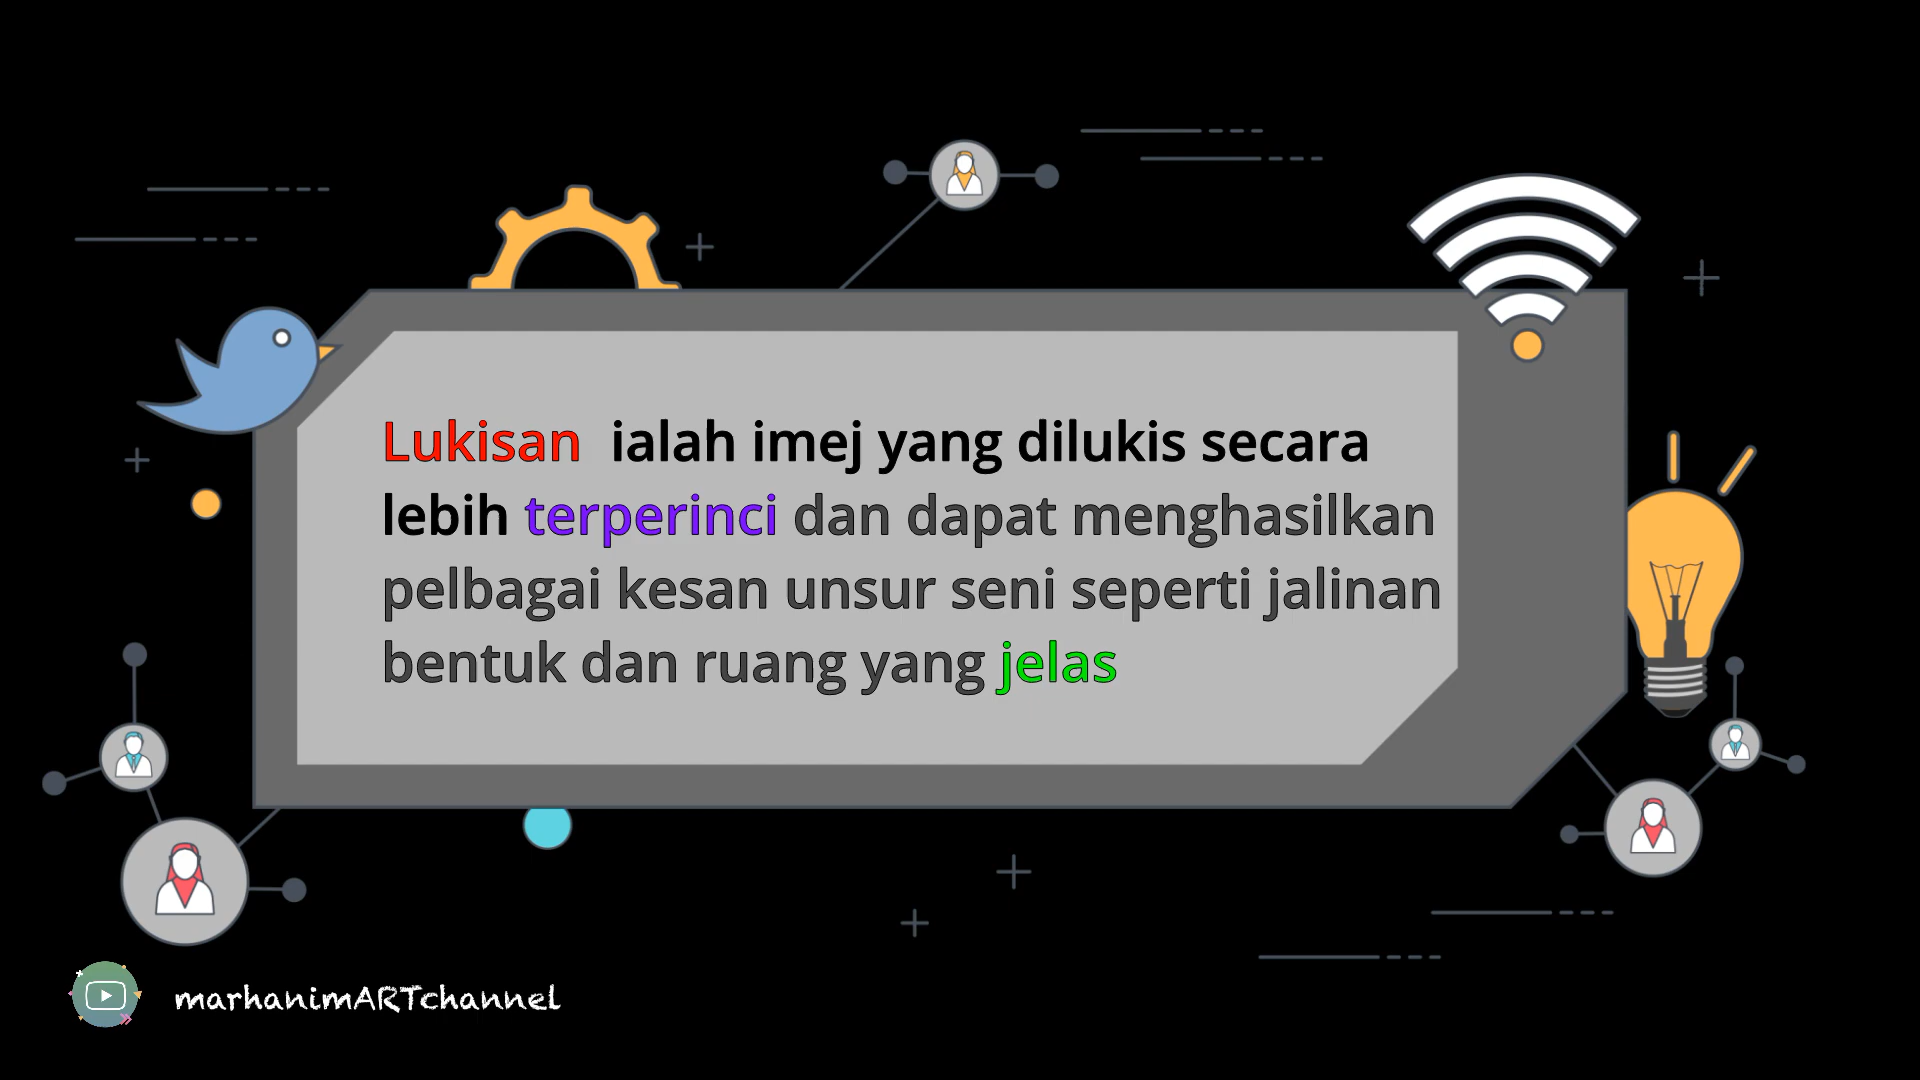 Lukisan ialah imej yang dilukis secara
lebih terperinci dan dapat menghasilkan
pelbagai kesan unsur seni seperti jalinan
bentuk dan ruang yang jelas
marhanimARTchannel